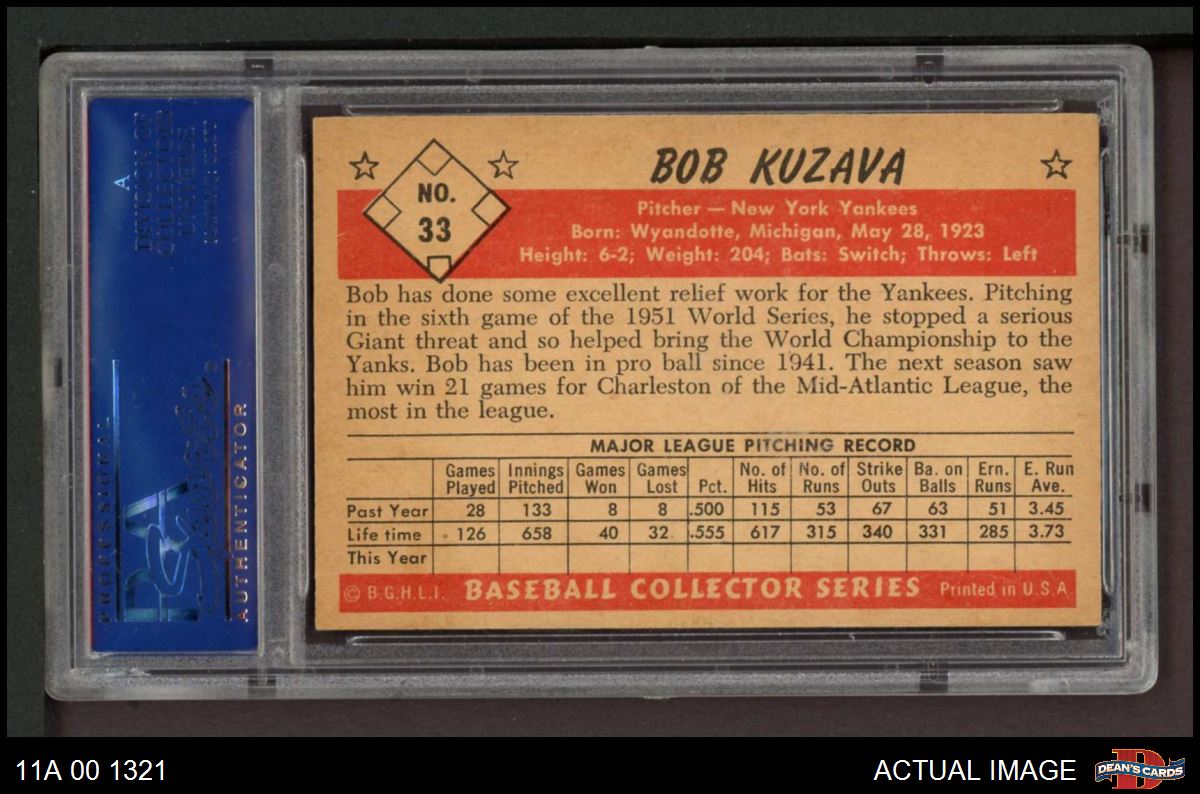 A
DIVISION OF
COLLECTORS
UNIVERSE
PROFESSIONAL
PSA
AUTHENTICATOR
NO.
33
BOB KUZAVA
Pitcher — New York Yankees
Born: Wyandotte, Michigan, May 28, 1923
Height: 6-2; Weight: 204; Bats: Switch; Throws: Left
Bob has done some excellent relief work for the Yankees. Pitching
in the sixth game of the 1951 World Series, he stopped a serious
Giant threat and so helped bring the World Championship to the
Yanks. Bob has been in pro ball since 1941. The next season saw
him win 21 games for Charleston of the Mid-Atlantic League, the
most in the league.
MAJOR LEAGUE PITCHING RECORD
Games Played Innings Pitched Games Won Games Lost Pct. No. of Hits No. of Runs Strike Outs Ba. on Balls Ern. Runs E. Run Ave.
Past Year 28 133 8 8 .500 115 53 67 63 51 3.45
Life time 126 658 40 32 .555 617 315 340 331 285 3.73
This Year
© B.G.H.L.I. BASEBALL COLLECTOR SERIES Printed in U.S.A.
11A 00 1321
ACTUAL IMAGE
D
DEAN'S CARDS